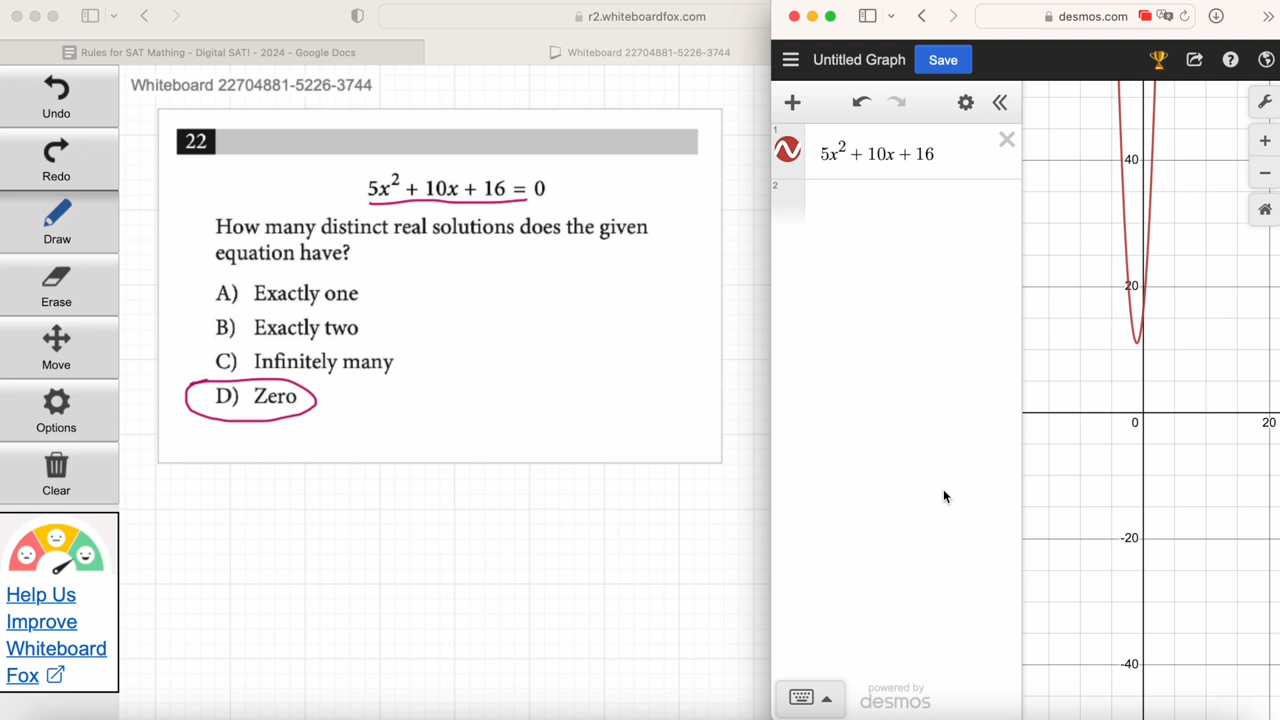 r2.whiteboardfox.com
Rules for SAT Mathing - Digital SAT! - 2024 - Google Docs
Whiteboard 22704881-5226-3744
Undo
Redo
Draw
Erase
Move
Options
Clear
Help Us
Improve
Whiteboard
Fox
Whiteboard 22704881-5226-3744
22
5x² + 10x + 16 = 0
How many distinct real solutions does the given
equation have?
A) Exactly one
B) Exactly two
C) Infinitely many
D) Zero
desmos.com
Untitled Graph
Save
1
5x² + 10x + 16
2
powered by
desmos
40
20
0
20
-20
-40